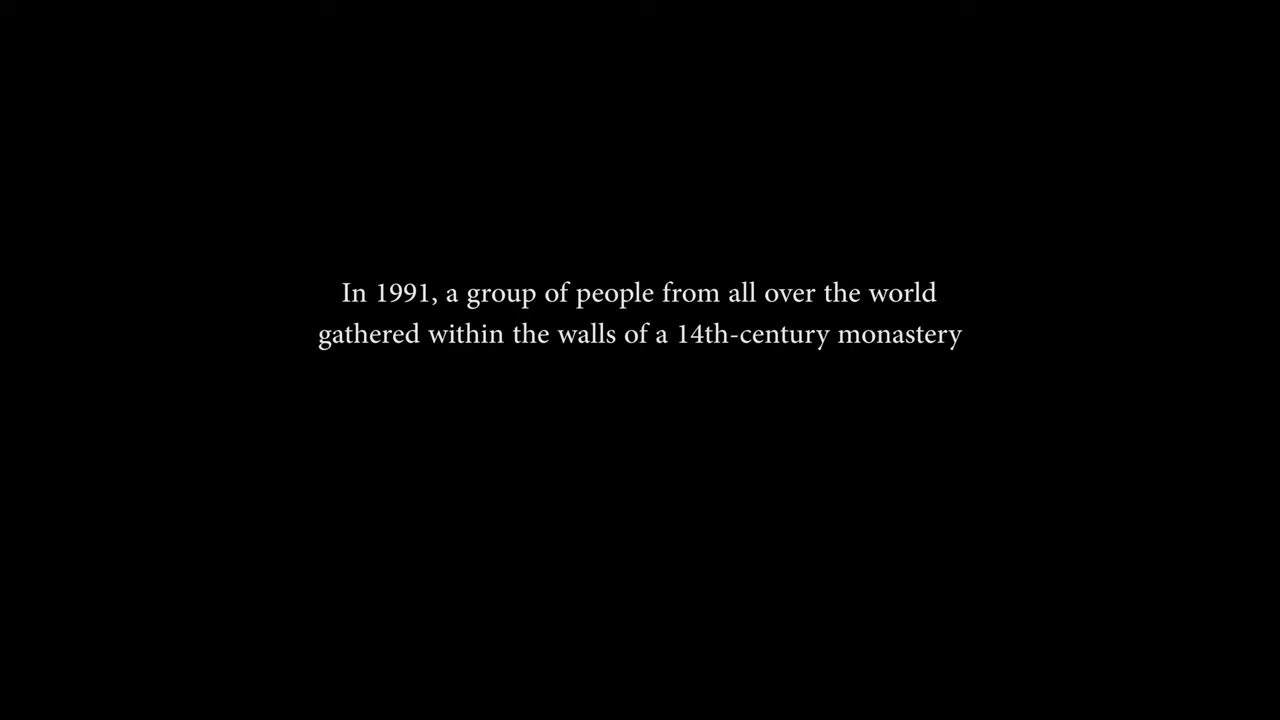 In 1991, a group of people from all over the world
gathered within the walls of a 14th-century monastery